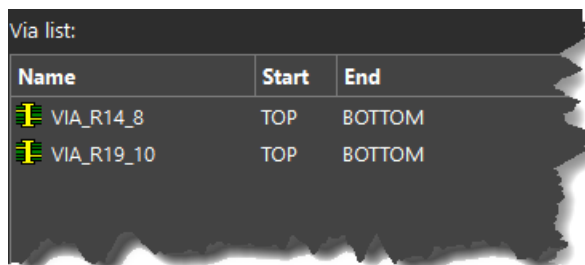 Via list:
Name Start End
VIA_R14_8 TOP BOTTOM
VIA_R19_10 TOP BOTTOM